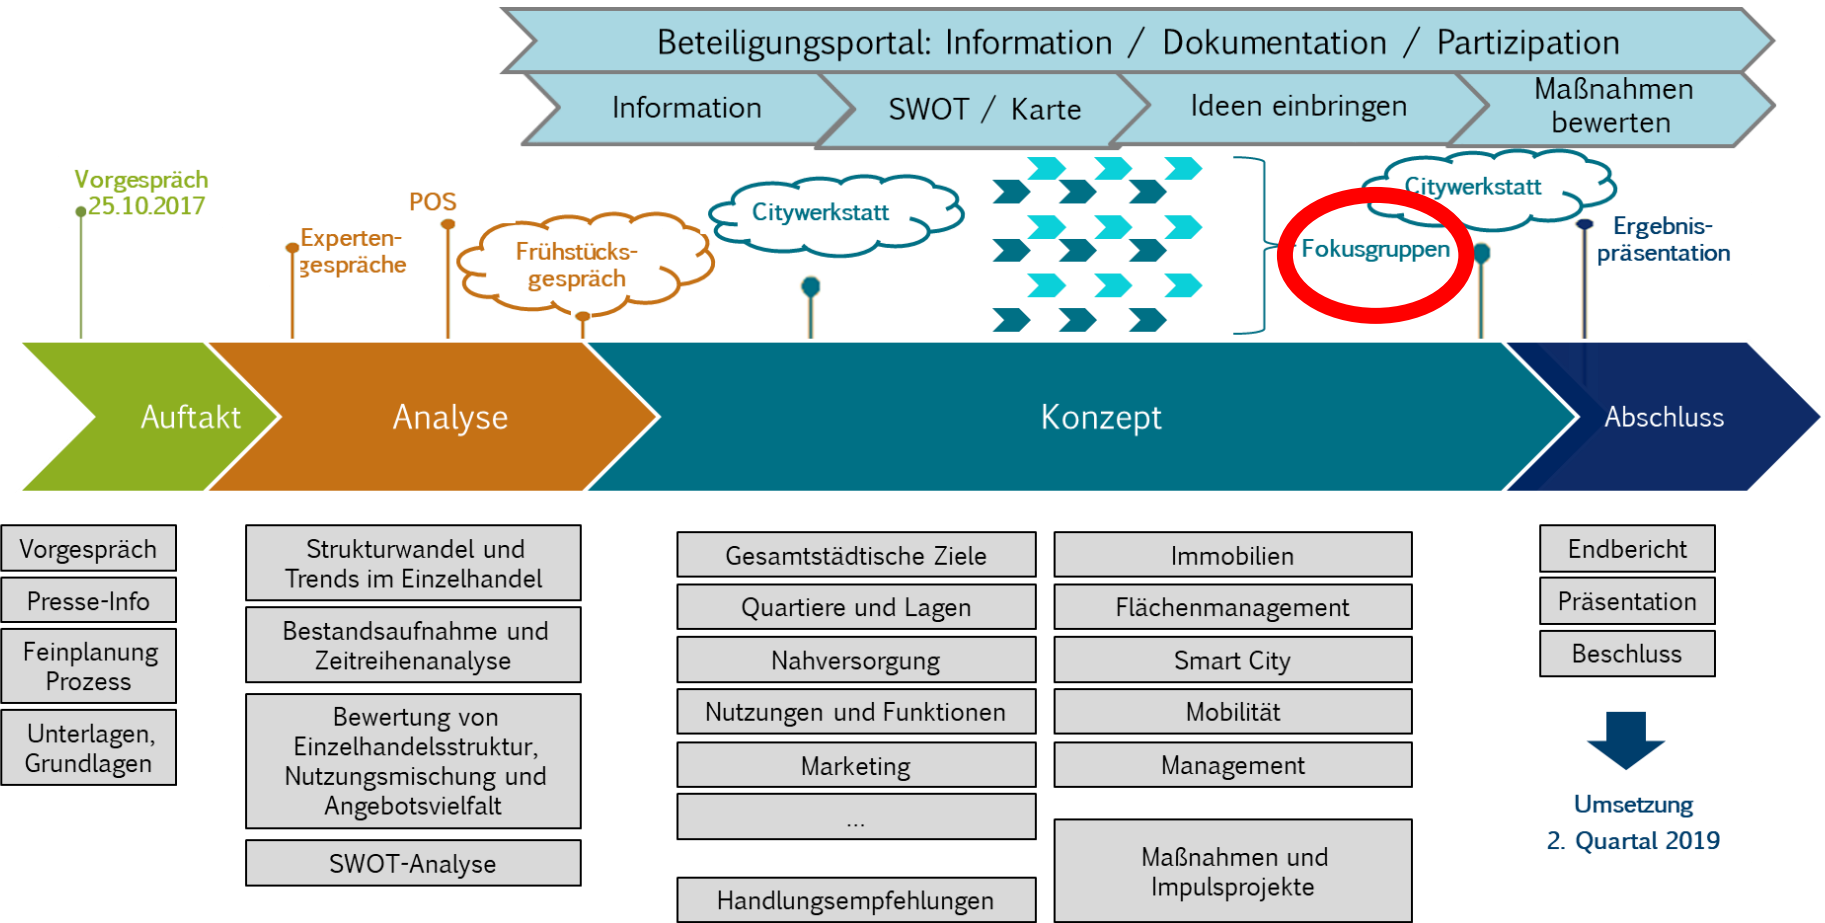 Beteiligungsportal: Information / Dokumentation / Partizipation
Information
SWOT / Karte
Ideen einbringen
Maßnahmen
bewerten
Vorgespräch
25.10.2017
Experten-
gespräche
POS
Frühstücks-
gespräch
Citywerkstatt
Fokusgruppen
Citywerkstatt
Ergebnis-
präsentation
Auftakt
Analyse
Konzept
Abschluss
Vorgespräch
Presse-Info
Feinplanung
Prozess
Unterlagen,
Grundlagen
Strukturwandel und
Trends im Einzelhandel
Bestandsaufnahme und
Zeitreihenanalyse
Bewertung von
Einzelhandelsstruktur,
Nutzungsmischung und
Angebotsvielfalt
SWOT-Analyse
Gesamtstädtische Ziele
Quartiere und Lagen
Nahversorgung
Nutzungen und Funktionen
Marketing
...
Handlungsempfehlungen
Immobilien
Flächenmanagement
Smart City
Mobilität
Management
Maßnahmen und
Impulsprojekte
Endbericht
Präsentation
Beschluss
Umsetzung
2. Quartal 2019